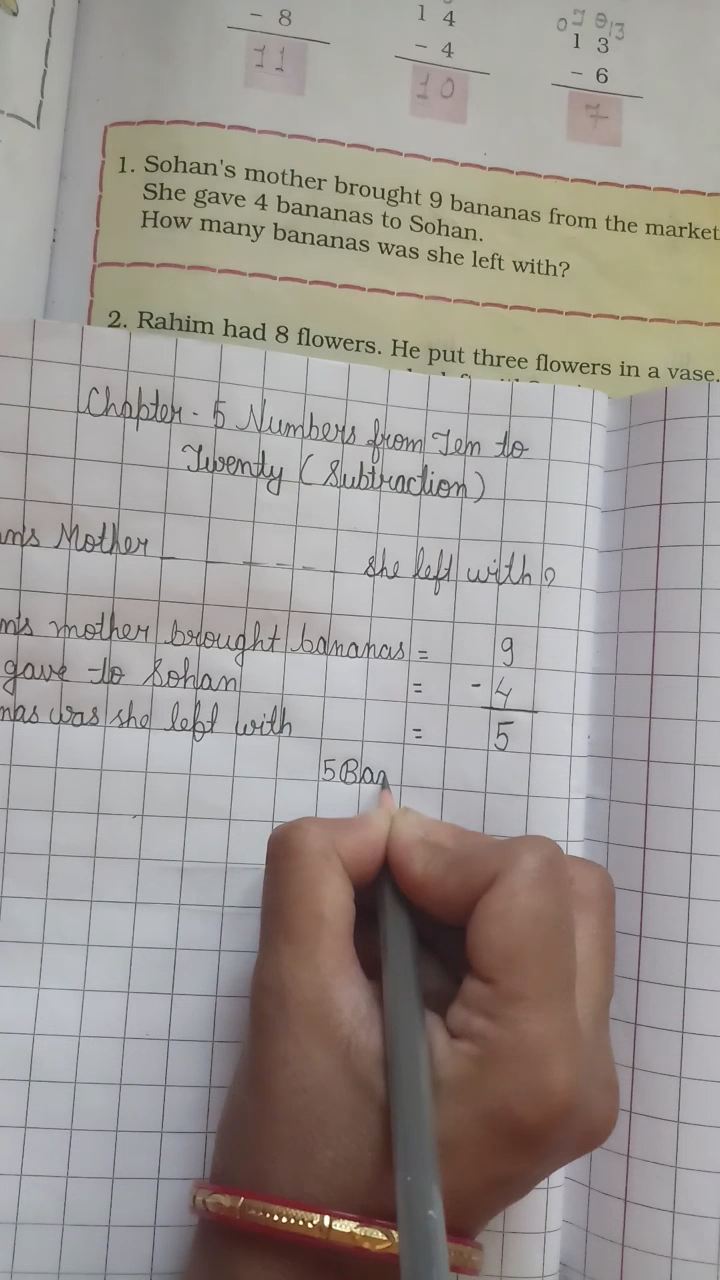 - 8
11
1 4
- 4
10
1 3
- 6
7
1. Sohan's mother brought 9 bananas from the market
She gave 4 bananas to Sohan.
How many bananas was she left with?
2. Rahim had 8 flowers. He put three flowers in a vase.
Chapter - 5 Numbers from Ten to
Twenty (Subtraction)
Mother _ _ _ _ _ she left with?
mother brought bananas = 9
gave to Sohan = - 4
was she left with = 5
5 Ban